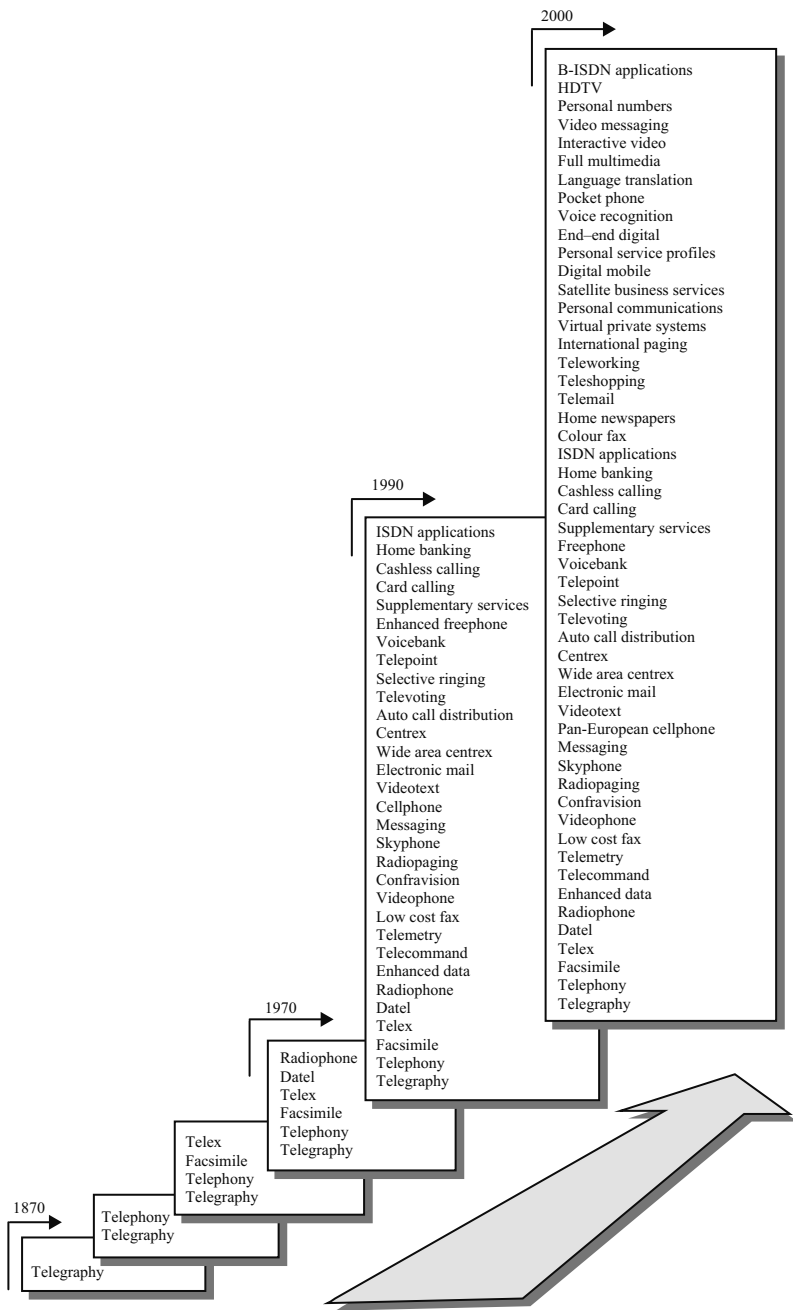 2000
B-ISDN applications
HDTV
Personal numbers
Video messaging
Interactive video
Full multimedia
Language translation
Pocket phone
Voice recognition
End–end digital
Personal service profiles
Digital mobile
Satellite business services
Personal communications
Virtual private systems
International paging
Teleworking
Teleshopping
Telemail
Home newspapers
Colour fax
ISDN applications
Home banking
Cashless calling
Card calling
Supplementary services
Freephone
Voicebank
Telepoint
Selective ringing
Televoting
Auto call distribution
Centrex
Wide area centrex
Electronic mail
Videotext
Pan-European cellphone
Messaging
Skyphone
Radiopaging
Confravision
Videophone
Low cost fax
Telemetry
Telecommand
Enhanced data
Radiophone
Datel
Telex
Facsimile
Telephony
Telegraphy
1990
ISDN applications
Home banking
Cashless calling
Card calling
Supplementary services
Enhanced freephone
Voicebank
Telepoint
Selective ringing
Televoting
Auto call distribution
Centrex
Wide area centrex
Electronic mail
Videotext
Cellphone
Messaging
Skyphone
Radiopaging
Confravision
Videophone
Low cost fax
Telemetry
Telecommand
Enhanced data
Radiophone
Datel
Telex
Facsimile
Telephony
Telegraphy
1970
Radiophone
Datel
Telex
Facsimile
Telephony
Telegraphy
Telex
Facsimile
Telephony
Telegraphy
Telephony
Telegraphy
1870
Telegraphy